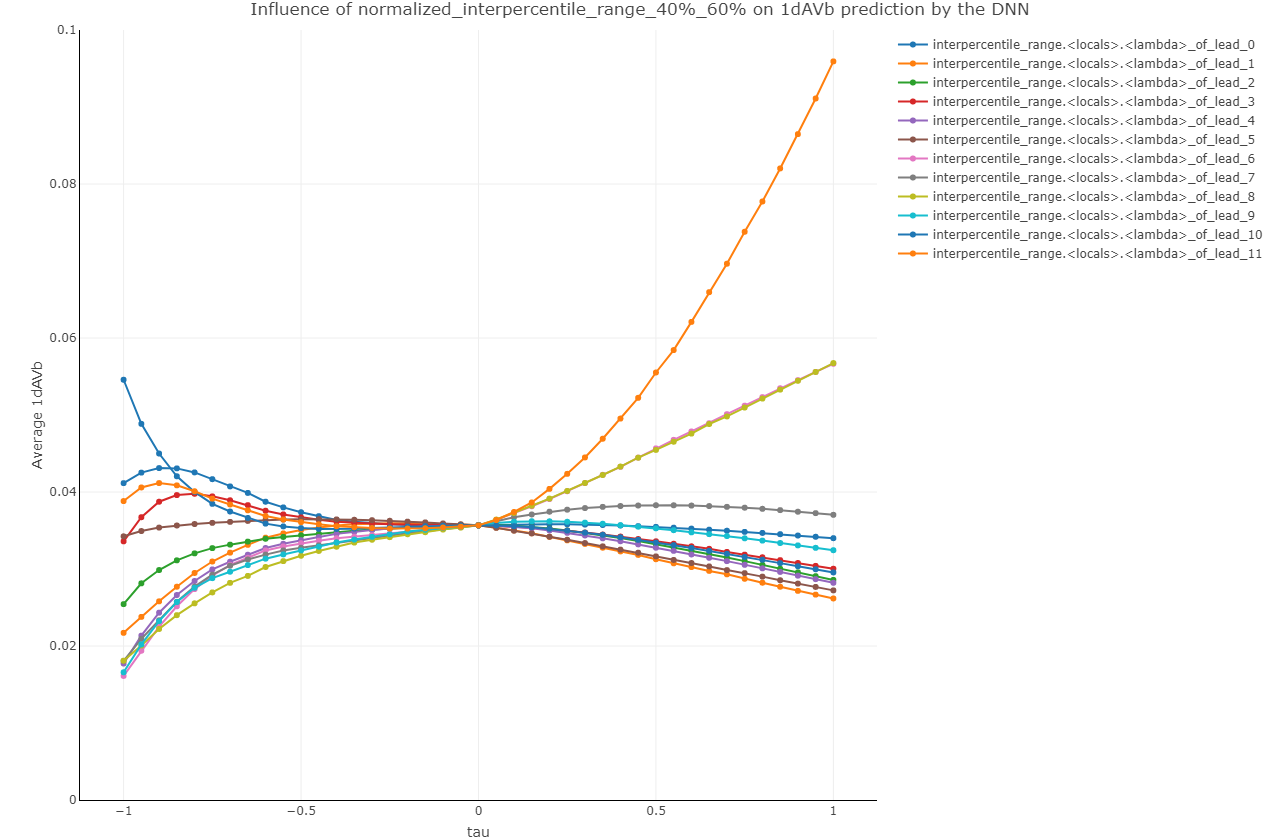 Influence of normalized_interpercentile_range_40%_60% on 1dAVb prediction by the DNN
0.1
0.08
0.06
0.04
0.02
0
Average 1dAVb
−1
−0.5
0
0.5
1
tau
interpercentile_range.<locals>.<lambda>_of_lead_0
interpercentile_range.<locals>.<lambda>_of_lead_1
interpercentile_range.<locals>.<lambda>_of_lead_2
interpercentile_range.<locals>.<lambda>_of_lead_3
interpercentile_range.<locals>.<lambda>_of_lead_4
interpercentile_range.<locals>.<lambda>_of_lead_5
interpercentile_range.<locals>.<lambda>_of_lead_6
interpercentile_range.<locals>.<lambda>_of_lead_7
interpercentile_range.<locals>.<lambda>_of_lead_8
interpercentile_range.<locals>.<lambda>_of_lead_9
interpercentile_range.<locals>.<lambda>_of_lead_10
interpercentile_range.<locals>.<lambda>_of_lead_11